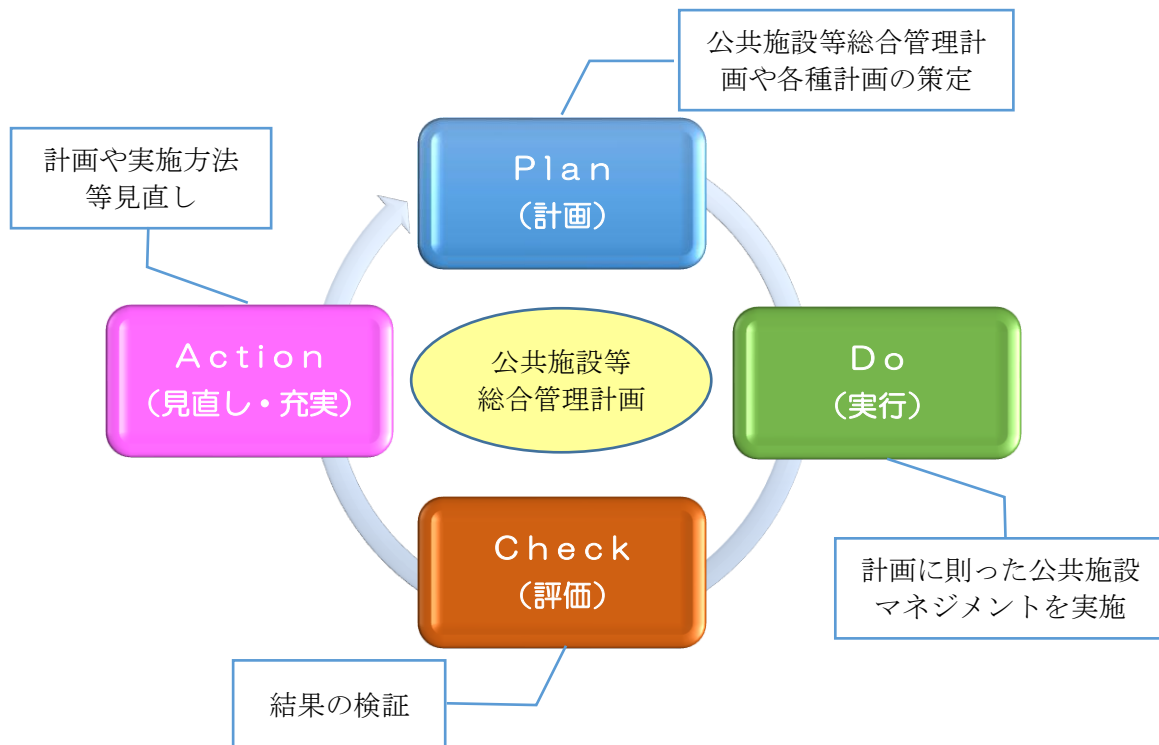 公共施設等総合管理計
画や各種計画の策定
Ｐｌａｎ
（計画）
計画や実施方法
等見直し
Ａｃｔｉｏｎ
（見直し・充実）
公共施設等
総合管理計画
Ｄｏ
（実行）
Ｃｈｅｃｋ
（評価）
計画に則った公共施設
マネジメントを実施
結果の検証